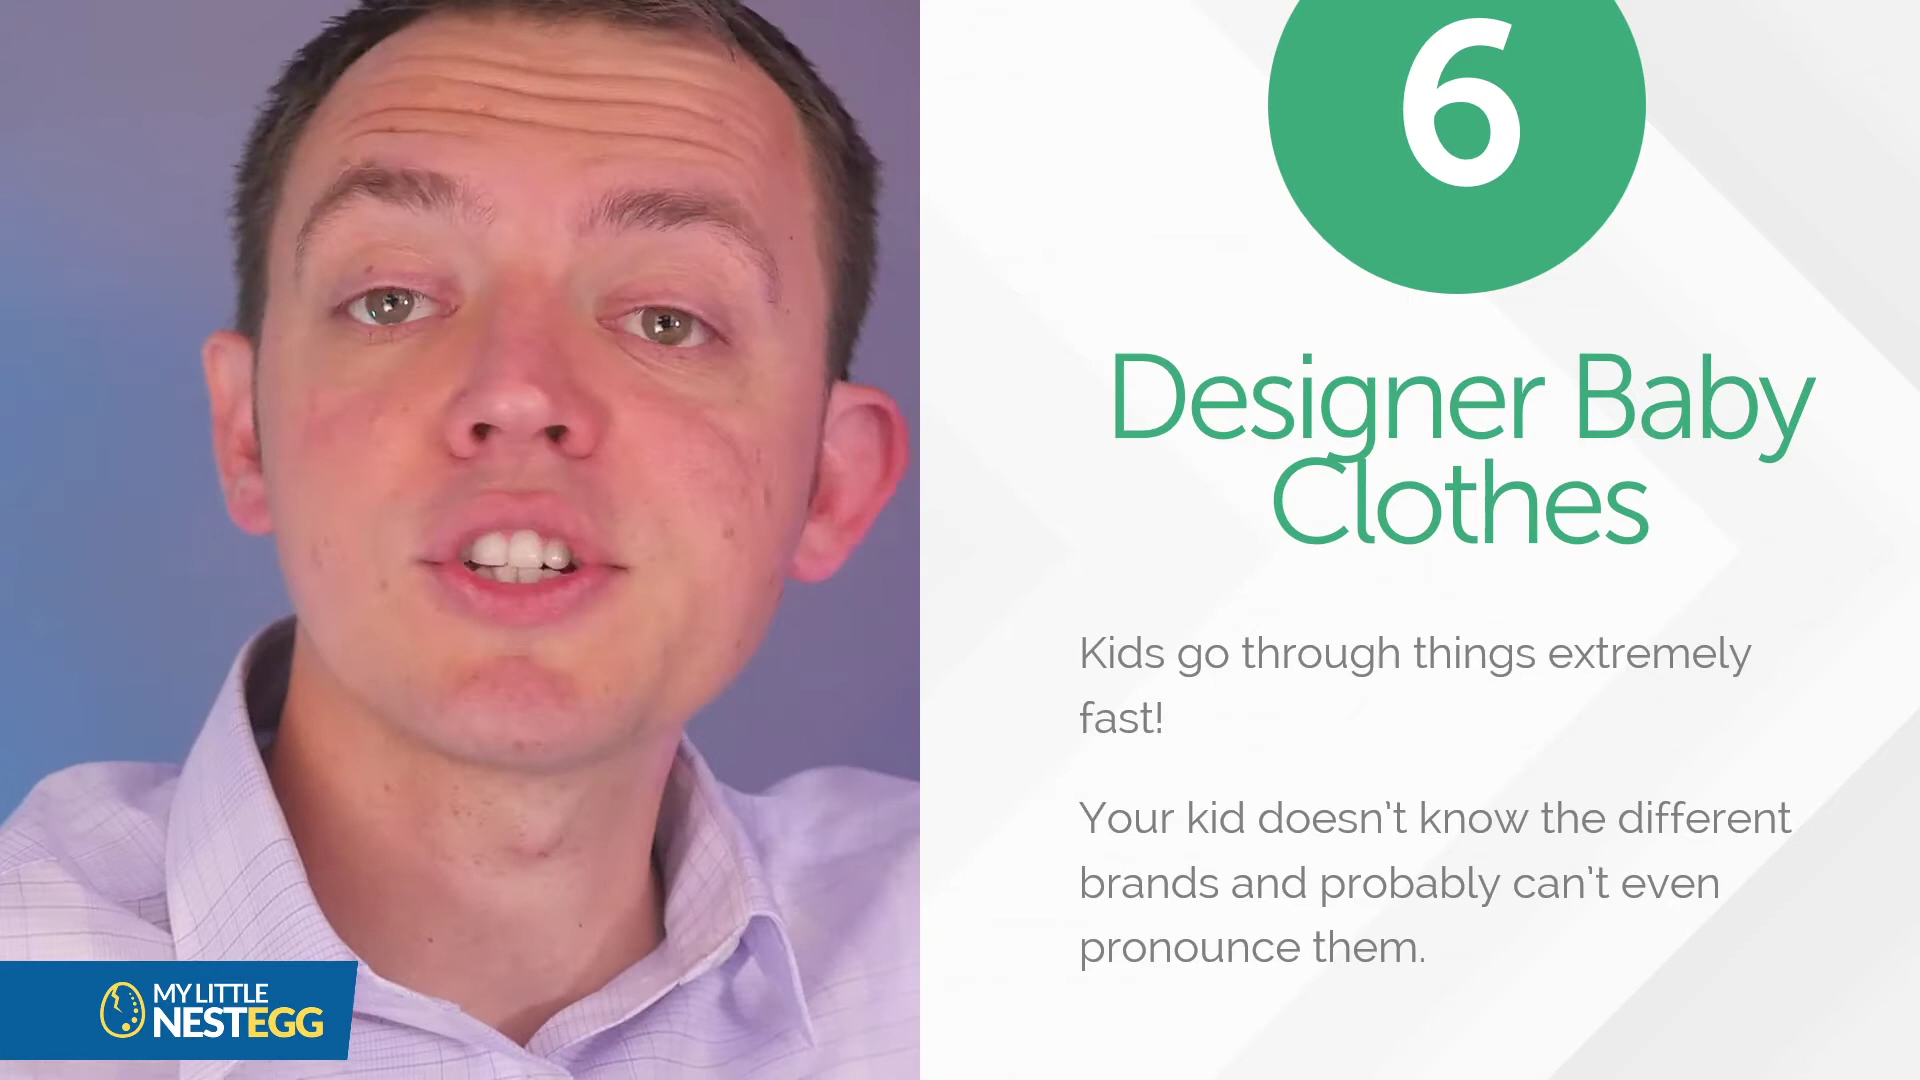 6
Designer Baby
Clothes
Kids go through things extremely
fast!
Your kid doesn't know the different
brands and probably can't even
pronounce them.
MY LITTLE
NESTEGG